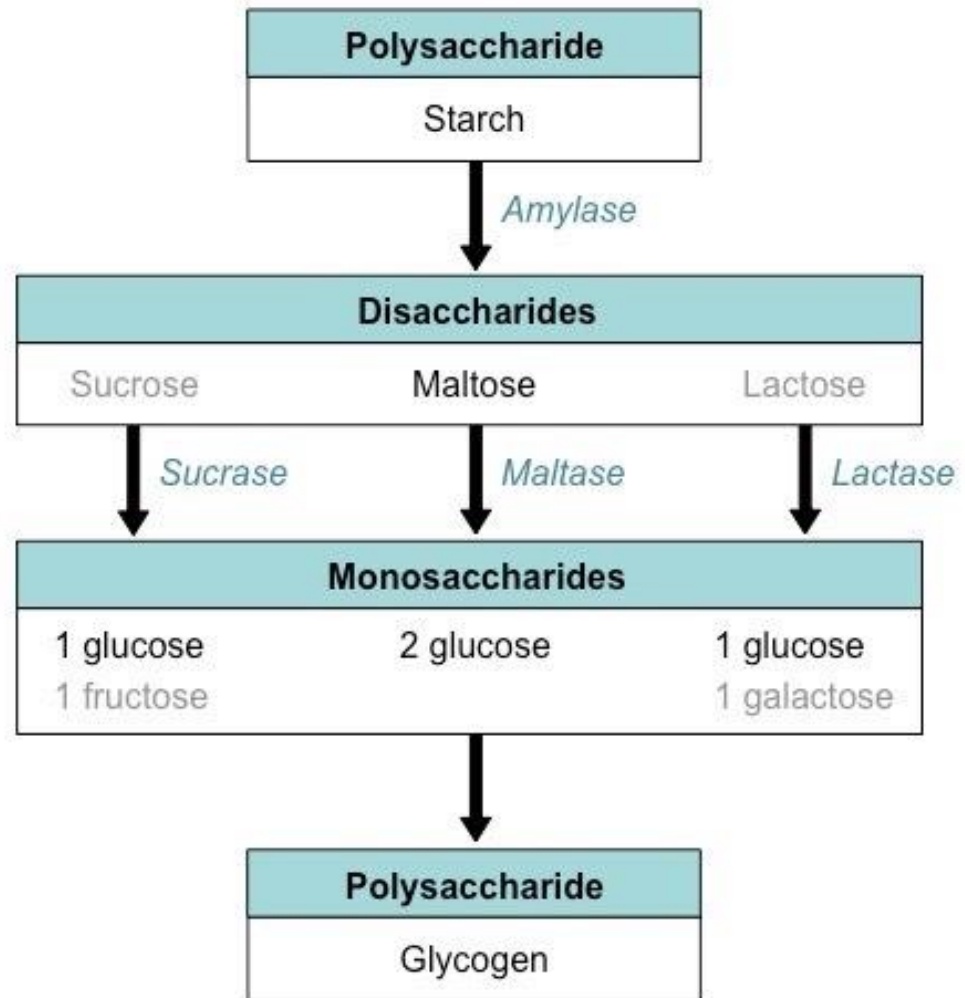 Polysaccharide
Starch
Amylase
Disaccharides
Sucrose Maltose Lactose
Sucrase Maltase Lactase
Monosaccharides
1 glucose 2 glucose 1 glucose
1 fructose 1 galactose
Polysaccharide
Glycogen